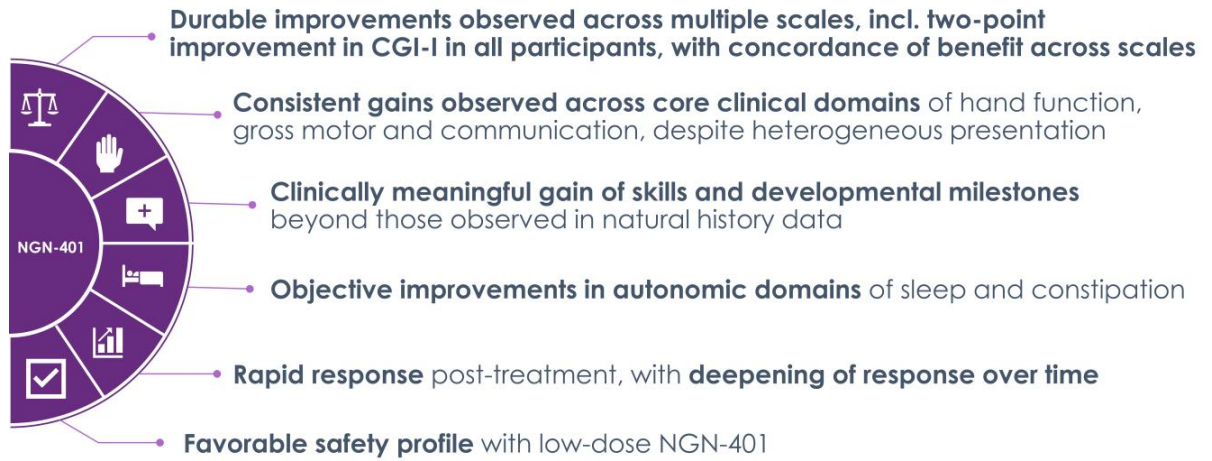 Durable improvements observed across multiple scales, incl. two-point
improvement in CGI-I in all participants, with concordance of benefit across scales
Consistent gains observed across core clinical domains of hand function,
gross motor and communication, despite heterogeneous presentation
Clinically meaningful gain of skills and developmental milestones
beyond those observed in natural history data
NGN-401
Objective improvements in autonomic domains of sleep and constipation
Rapid response post-treatment, with deepening of response over time
Favorable safety profile with low-dose NGN-401